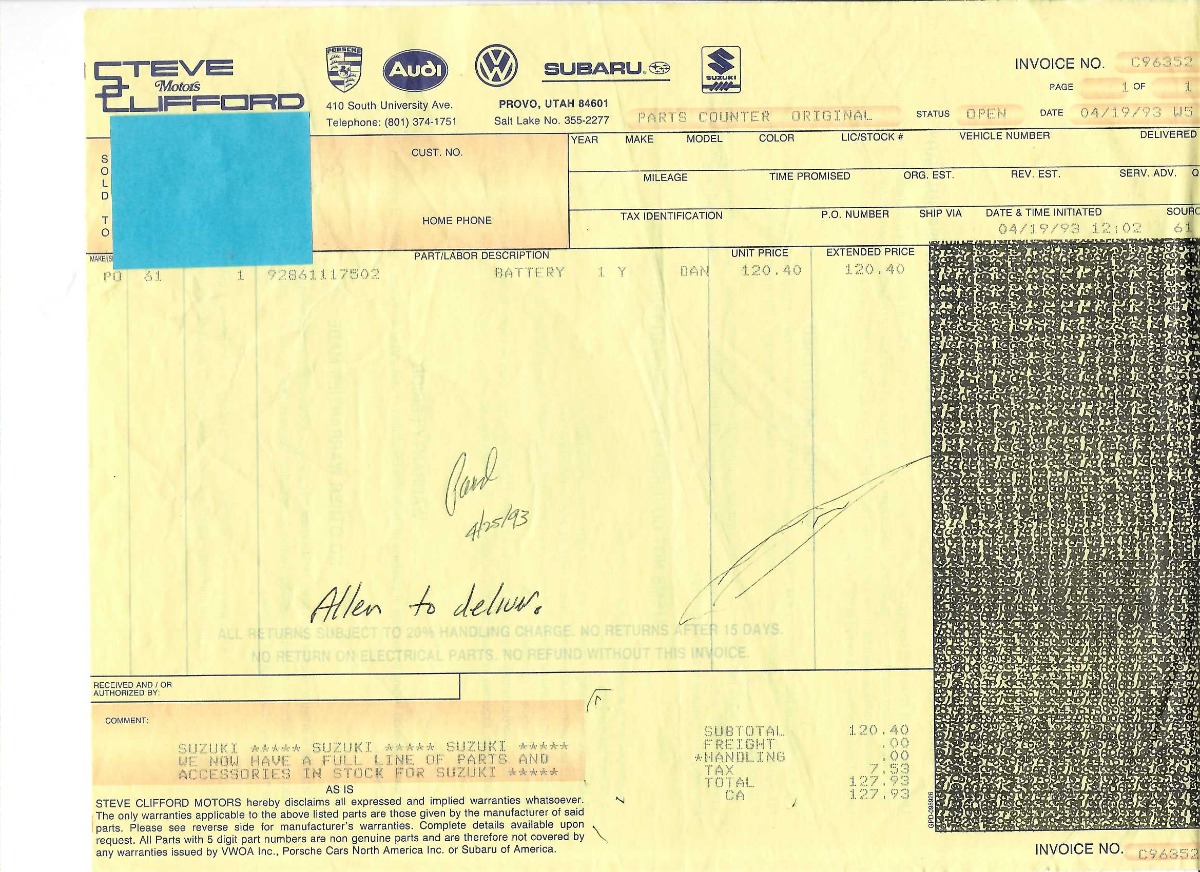 STEVE
Motors
CLIFFORD
PORSCHE
Audi
SUBARU
SUZUKI
410 South University Ave.
Telephone: (801) 374-1751
PROVO, UTAH 84601
Salt Lake No. 355-2277
PARTS COUNTER ORIGINAL
STATUS OPEN
INVOICE NO. C96352
PAGE 1 OF 1
DATE 04/19/93 W5
SOLD TO
CUST. NO.
HOME PHONE
YEAR MAKE MODEL COLOR LIC/STOCK # VEHICLE NUMBER DELIVERED
MILEAGE TIME PROMISED ORG. EST. REV. EST. SERV. ADV.
TAX IDENTIFICATION P.O. NUMBER SHIP VIA DATE & TIME INITIATED
04/19/93 12:02 61
PART/LABOR DESCRIPTION UNIT PRICE EXTENDED PRICE
PO 61 1 92861117502 BATTERY 1 Y DAN 120.40 120.40
Paid
4/25/93
Allen to deliver.
ALL RETURNS SUBJECT TO 20% HANDLING CHARGE. NO RETURNS AFTER 15 DAYS.
NO RETURN ON ELECTRICAL PARTS. NO REFUND WITHOUT THIS INVOICE.
RECEIVED AND / OR
AUTHORIZED BY:
COMMENT:
SUZUKI ***** SUZUKI ***** SUZUKI *****
WE NOW HAVE A FULL LINE OF PARTS AND
ACCESSORIES IN STOCK FOR SUZUKI *****
AS IS
STEVE CLIFFORD MOTORS hereby disclaims all expressed and implied warranties whatsoever.
The only warranties applicable to the above listed parts are those given by the manufacturer of said
parts. Please see reverse side for manufacturer's warranties. Complete details available upon
request. All Parts with 5 digit part numbers are non genuine parts and are therefore not covered by
any warranties issued by VWOA Inc., Porsche Cars North America Inc. or Subaru of America.
SUBTOTAL 120.40
FREIGHT .00
*HANDLING .00
TAX 7.53
TOTAL 127.93
CA 127.93
INVOICE NO. C96352